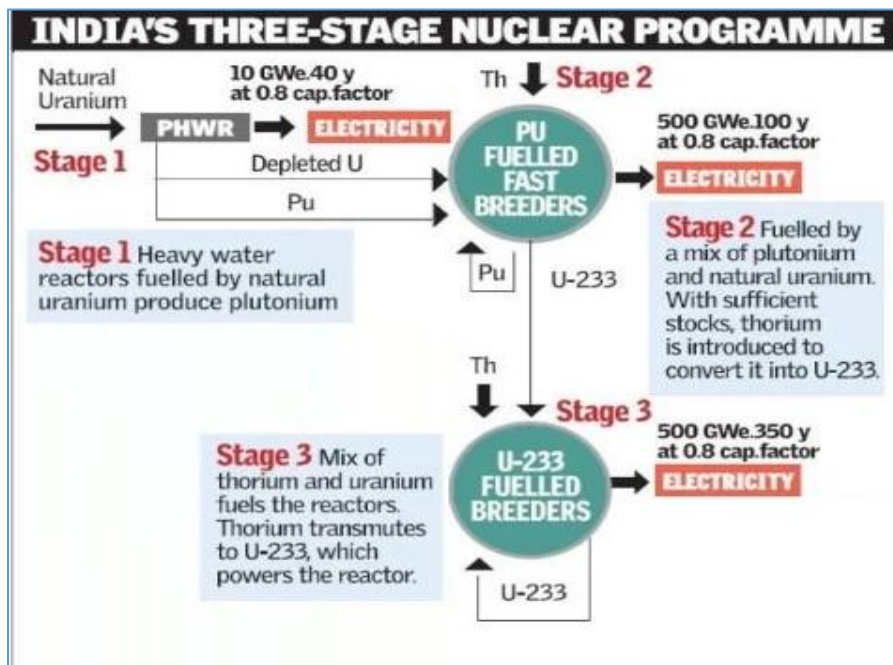 INDIA'S THREE-STAGE NUCLEAR PROGRAMME
Natural
Uranium
10 GWe.40 y
at 0.8 cap.factor
Th
Stage 2
PHWR
ELECTRICITY
Stage 1
Depleted U
Pu
PU
FUELLED
FAST
BREEDERS
500 GWe.100 y
at 0.8 cap.factor
ELECTRICITY
Stage 1 Heavy water
reactors fuelled by natural
uranium produce plutonium
Pu
U-233
Stage 2 Fuelled by
a mix of plutonium
and natural uranium.
With sufficient
stocks, thorium
is introduced to
convert it into U-233.
Th
Stage 3
Stage 3 Mix of
thorium and uranium
fuels the reactors.
Thorium transmutes
to U-233, which
powers the reactor.
U-233
FUELLED
BREEDERS
500 GWe.350 y
at 0.8 cap.factor
ELECTRICITY
U-233